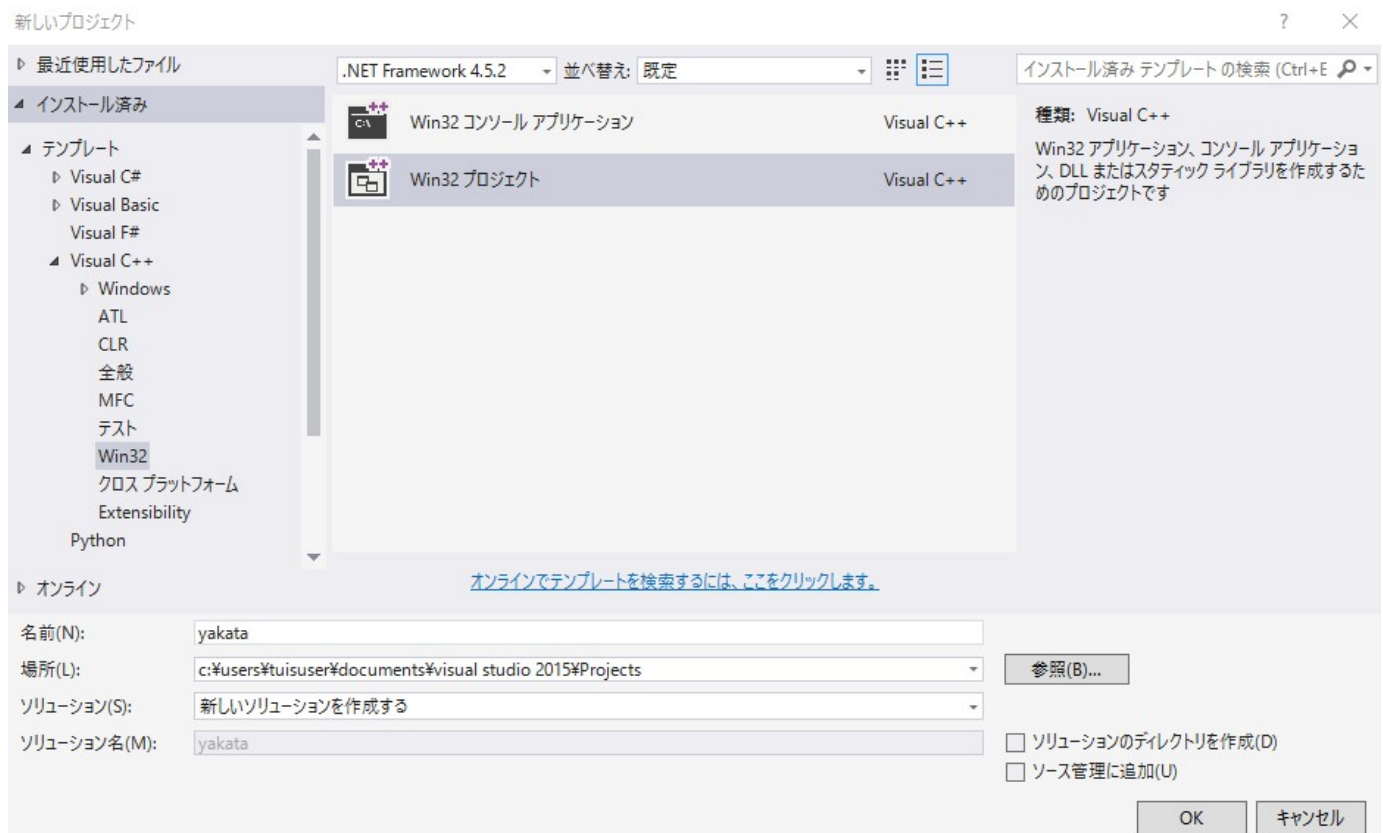 新しいプロジェクト
?
最近使用したファイル
.NET Framework 4.5.2
並べ替え: 既定
インストール済み テンプレート の検索 (Ctrl+E
インストール済み
テンプレート
Visual C#
Visual Basic
Visual F#
Visual C++
Windows
ATL
CLR
全般
MFC
テスト
Win32
クロス プラットフォーム
Extensibility
Python
オンライン
Win32 コンソール アプリケーション Visual C++
Win32 プロジェクト Visual C++
オンラインでテンプレートを検索するには、ここをクリックします。
種類: Visual C++
Win32 アプリケーション、コンソール アプリケーショ
ン、DLL またはスタティック ライブラリを作成するた
めのプロジェクトです
名前(N): yakata
場所(L): c:¥users¥tuisuser¥documents¥visual studio 2015¥Projects
参照(B)...
ソリューション(S): 新しいソリューションを作成する
ソリューション名(M): yakata
ソリューションのディレクトリを作成(D)
ソース管理に追加(U)
OK キャンセル